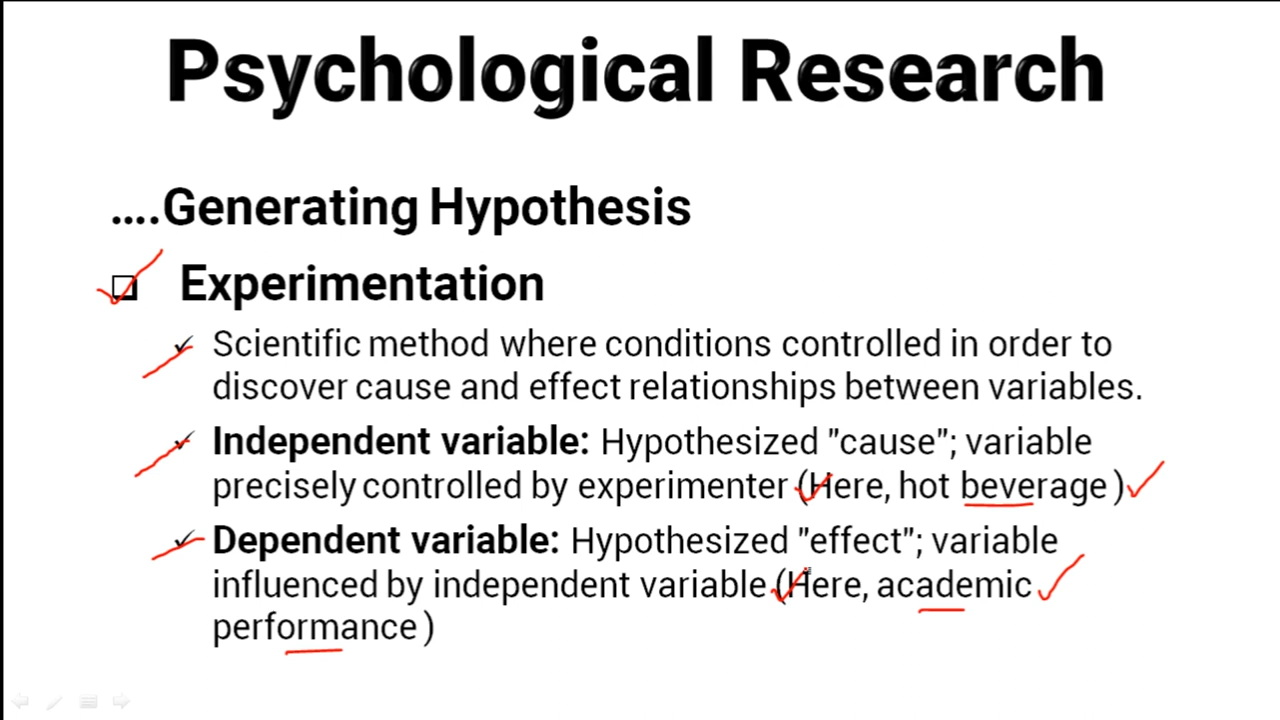 Psychological Research
....Generating Hypothesis
Experimentation
Scientific method where conditions controlled in order to
discover cause and effect relationships between variables.
Independent variable: Hypothesized "cause"; variable
precisely controlled by experimenter (Here, hot beverage )
Dependent variable: Hypothesized "effect"; variable
influenced by independent variable (Here, academic
performance )